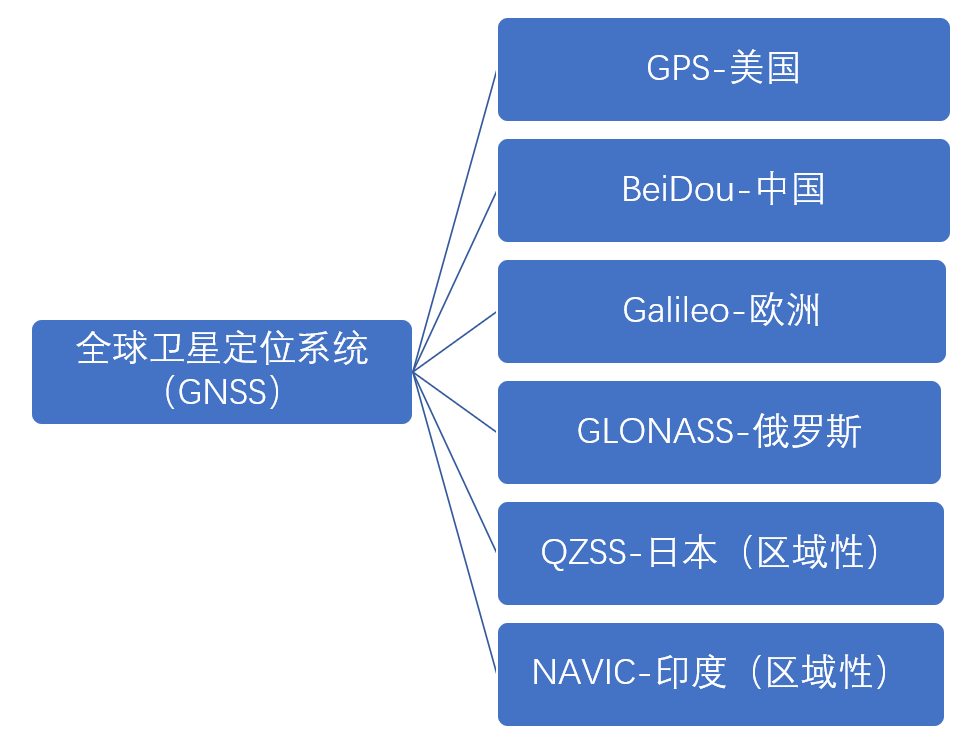 GPS-美国
BeiDou-中国
Galileo-欧洲
全球卫星定位系统
（GNSS）
GLONASS-俄罗斯
QZSS-日本（区域性）
NAVIC-印度（区域性）